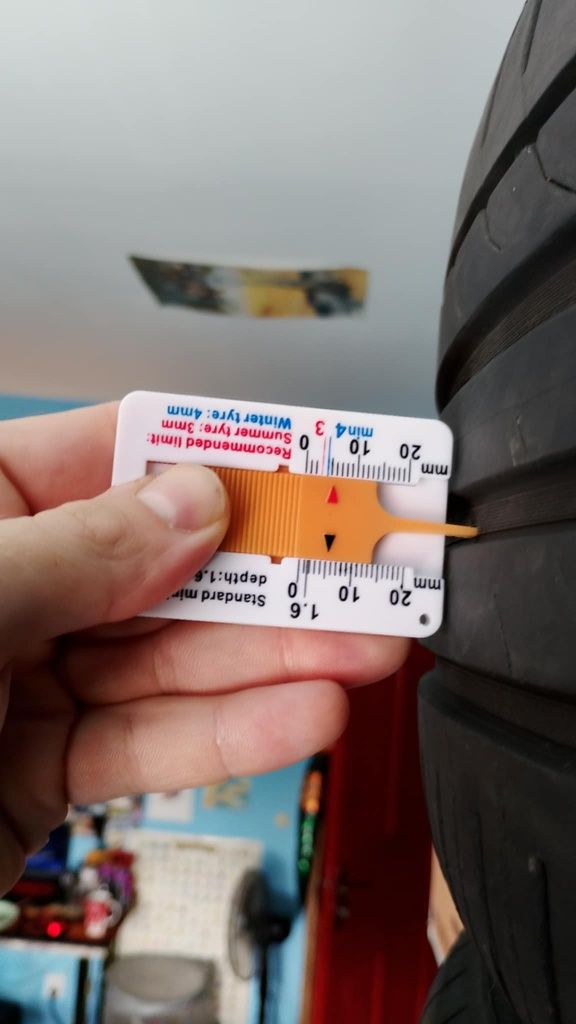 Standard mini
depth:1.6
0 1.6 10 20 mm
Recommended limit:
Summer tyre: 3mm
Winter tyre: 4mm
0 10 20 mm
3
min4